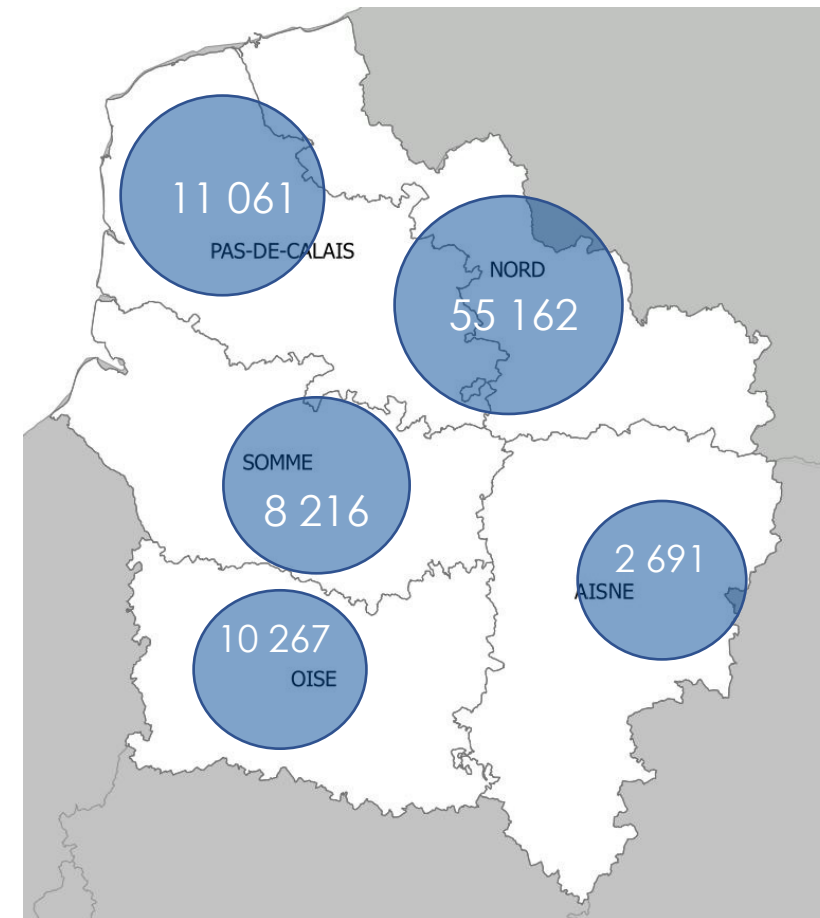 11 061
PAS-DE-CALAIS
NORD
55 162
SOMME
8 216
2 691
AISNE
10 267
OISE